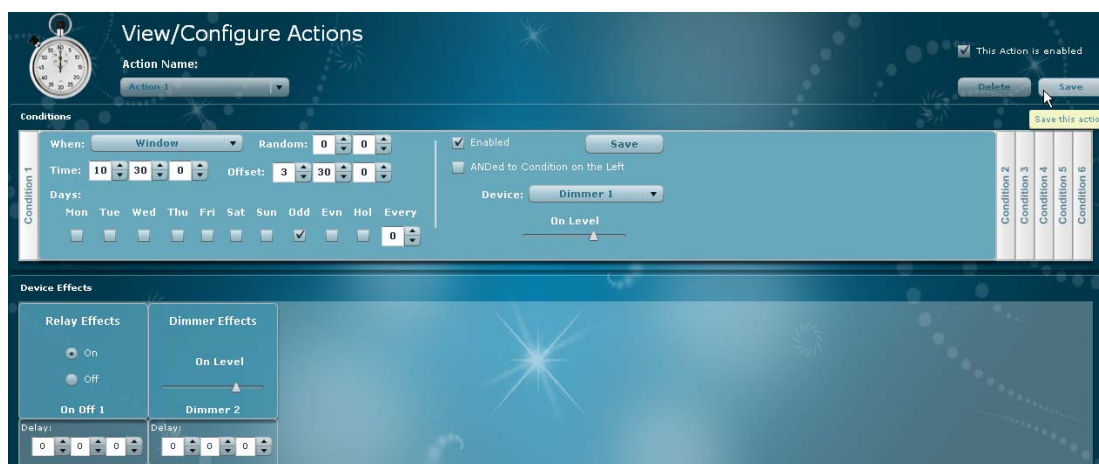 View/Configure Actions
This Action is enabled
Action Name:
Action 1
Delete Save
Save this actio
Conditions
Condition 1
When: Window Random: 0 0
Time: 10 30 0 Offset: 3 30 0
Days:
Mon Tue Wed Thu Fri Sat Sun Odd Evn Hol Every
0
Enabled Save
ANDed to Condition on the Left
Device: Dimmer 1
On Level
Condition 2
Condition 3
Condition 4
Condition 5
Condition 6
Device Effects
Relay Effects
On
Off
On Off 1
Delay:
0 0 0
Dimmer Effects
On Level
Dimmer 2
Delay:
0 0 0